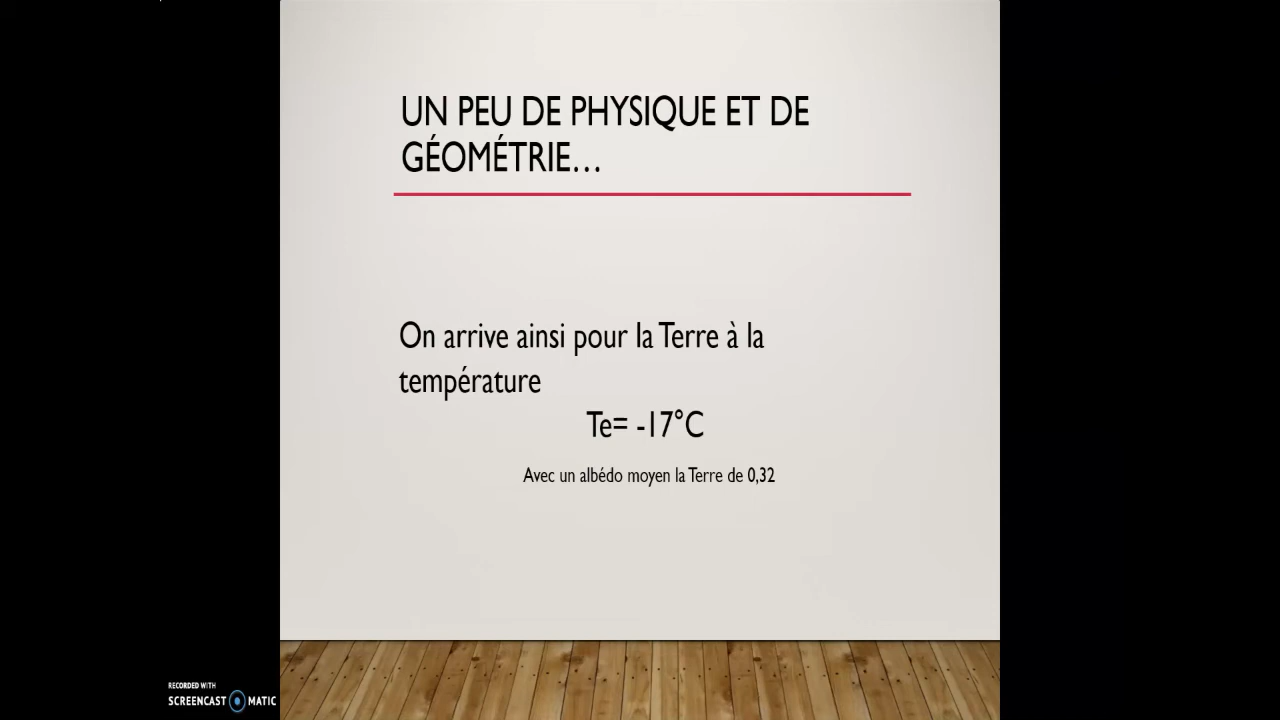 UN PEU DE PHYSIQUE ET DE
GÉOMÉTRIE...
On arrive ainsi pour la Terre à la
température
Te= -17°C
Avec un albédo moyen la Terre de 0,32
RECORDED WITH
SCREENCAST MATIC